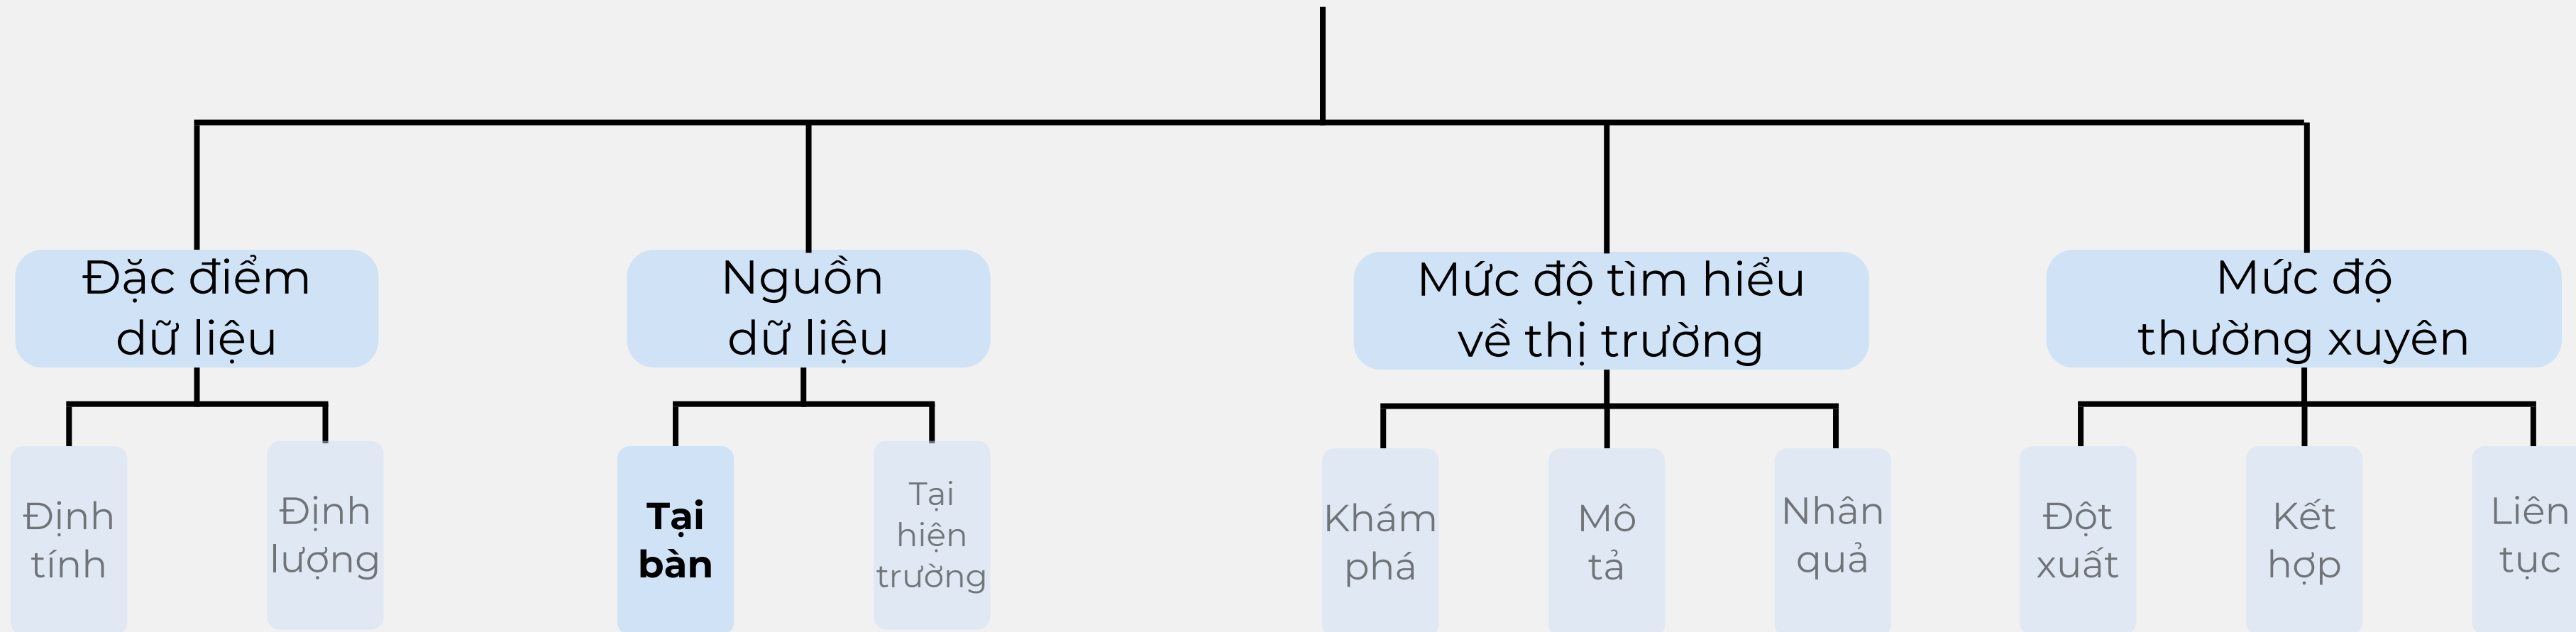 Đặc điểm
dữ liệu
Nguồn
dữ liệu
Mức độ tìm hiểu
về thị trường
Mức độ
thường xuyên
Định
tính
Định
lượng
Tại
bàn
Tại
hiện
trường
Khám
phá
Mô
tả
Nhân
quả
Đột
xuất
Kết
hợp
Liên
tục